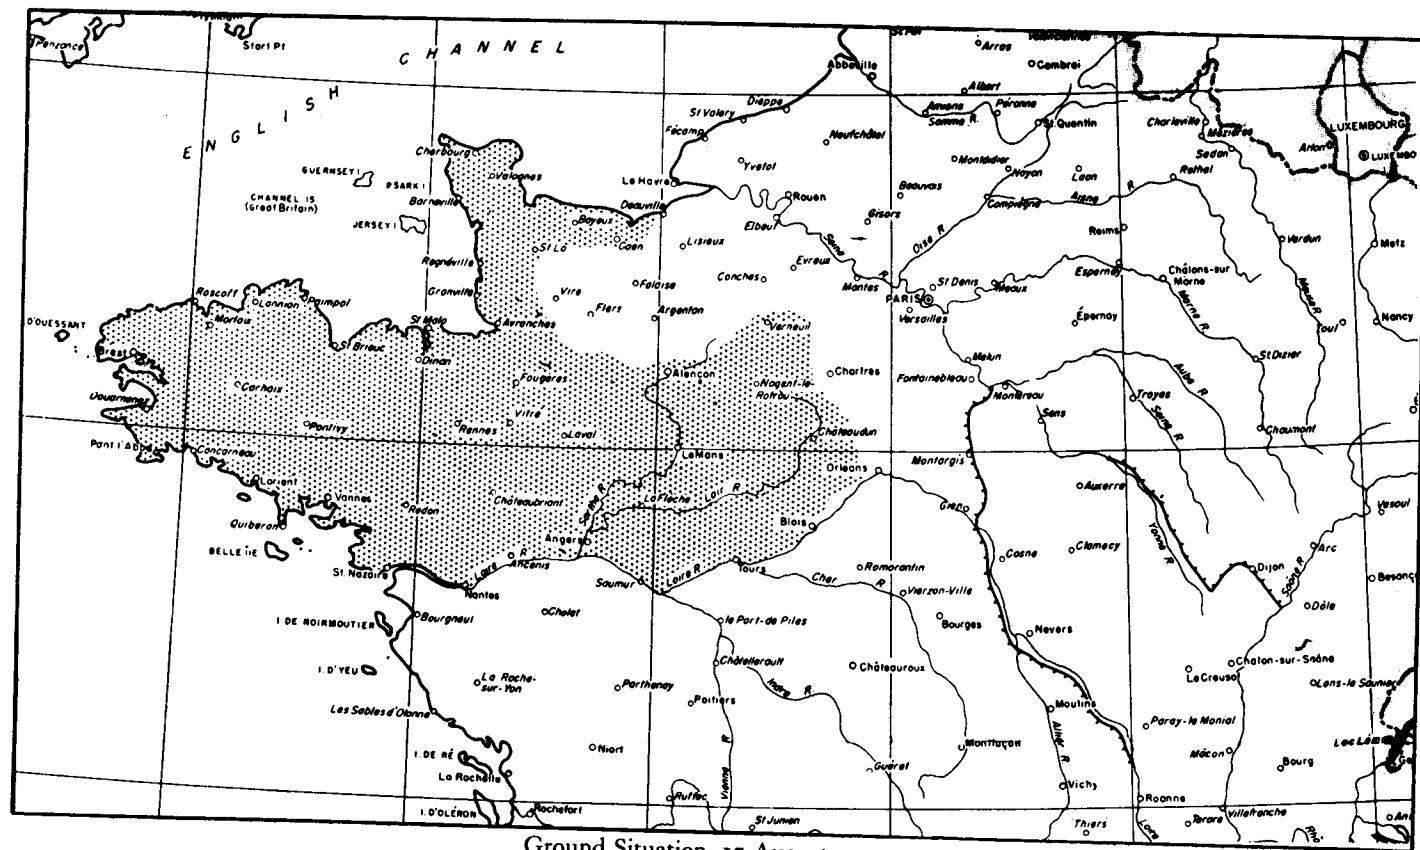 Penzance
Start Pt
CHANNEL
ENGLISH
Abbeville
Arras
Cambrai
Albert
Amiens
Somme R.
Péronne
St. Quentin
Charleville
Mézières
Sedan
Arlon
LUXEMBOURG
Dieppe
St Valery
Fécamp
Neufchâtel
Yvetot
Montdidier
Noyon
Laon
Rethel
Cherbourg
Valognes
GUERNSEY I
SARK I
Barneville
CHANNEL IS
(Great Britain)
JERSEY I
Le Havre
Deauville
Rouen
Elbeuf
Beauvais
Gisors
Compiègne
Aisne R
Oise R
Reims
Verdun
Metz
Bayeux
Caen
Lisieux
St Lô
Regnéville
Granville
Evreux
Conches
Seine R
Mantes
St Denis
PARIS
Versailles
Meaux
Espernay
Châlons-sur
Marne
Marne R
Meuse R
Toul
Nancy
Vire
Falaise
Flers
Argentan
Avranches
Verneuil
Épernay
St Dizier
Roscoff
Lannion
Paimpol
Morlaix
St Malo
St Brieuc
Dinan
D'OUESSANT
Brest
Carhaix
Fougeres
Alençon
Nogent-le-
Rotrou
Chartres
Melun
Fontainebleau
Montereau
Sens
Troyes
Aube R
Seine R
Chaumont
Douarnenez
Pontivy
Rennes
Vitré
Laval
Le Mans
Châteaudun
Orleans
Montargis
Concarneau
Lorient
Vannes
Redon
Châteaubriant
Sarthe R
La Fleche
Loir R
Auxerre
Vesoul
Quiberon
BELLE ILE
Angers
Blois
Gien
Cosne
Clamecy
Yonne R
Arc
Dijon
Saône R
Dôle
St. Nazaire
Nantes
Loire R
Ancenis
Saumur
Loire R
Tours
Cher R
Romorantin
Vierzon-Ville
Bourges
Nevers
Bourgneuf
I. DE NOIRMOUTIER
Cholet
le Port-de Piles
Châtellerault
Châteauroux
Indre R
I. D'YEU
La Roche-
sur-Yon
Parthenay
Poitiers
Le Creusot
Chalon-sur-Saône
Lons-le Saunier
Les Sables d'Olonne
Moulins
Allier R
Paray-le Monial
I. DE RÉ
La Rochelle
Niort
Vienne R
Montluçon
Guéret
Vichy
Mâcon
Bourg
Roanne
I. D'OLÉRON
Rochefort
Ruffec
St Junien
Thiers
Loire
Tarare
Villefranche
Ground Situation